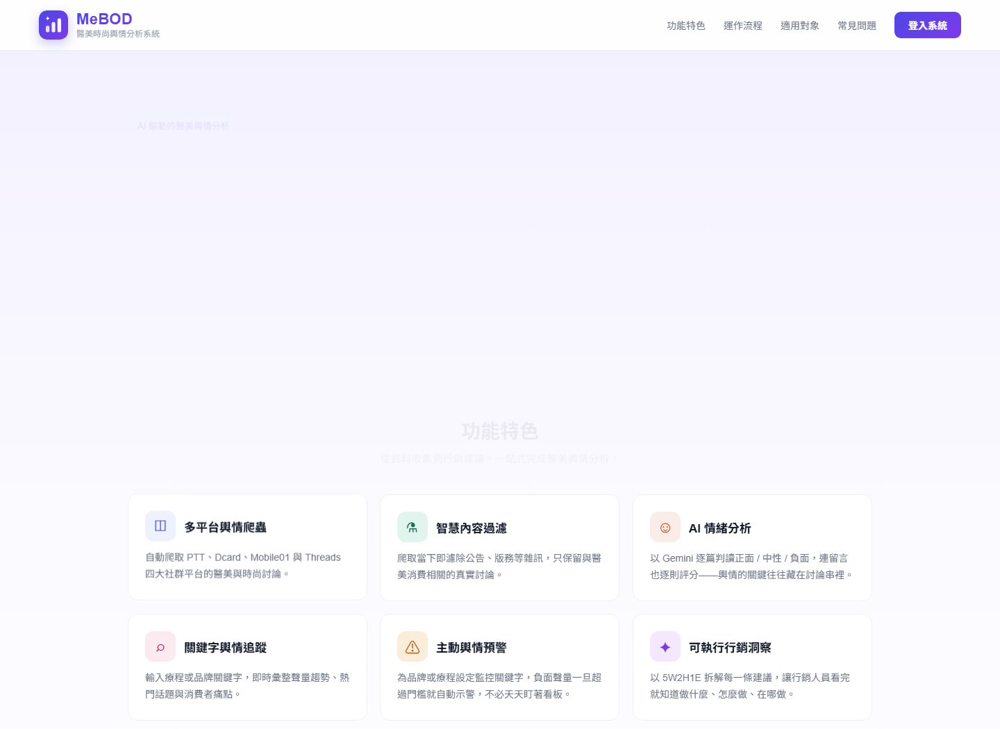 MeBOD
醫美時尚輿情分析系統
功能特色
運作流程
適用對象
常見問題
登入系統
AI 驅動的醫美輿情分析
功能特色
從資料收集到行銷建議，一站式完成醫美輿情分析。
多平台輿情爬蟲
自動爬取 PTT、Dcard、Mobile01 與 Threads
四大社群平台的醫美與時尚討論。
智慧內容過濾
爬取當下即濾除公告、版務等雜訊，只保留與醫
美消費相關的真實討論。
AI 情緒分析
以 Gemini 逐篇判讀正面 / 中性 / 負面，連留言
也逐則評分——輿情的關鍵往往藏在討論串裡。
關鍵字輿情追蹤
輸入療程或品牌關鍵字，即時彙整聲量趨勢、熱
門話題與消費者痛點。
主動輿情預警
為品牌或療程設定監控關鍵字，負面聲量一旦超
過門檻就自動示警，不必天天盯著看板。
可執行行銷洞察
以 5W2H1E 拆解每一條建議，讓行銷人員看完
就知道做什麼、怎麼做、在哪做。